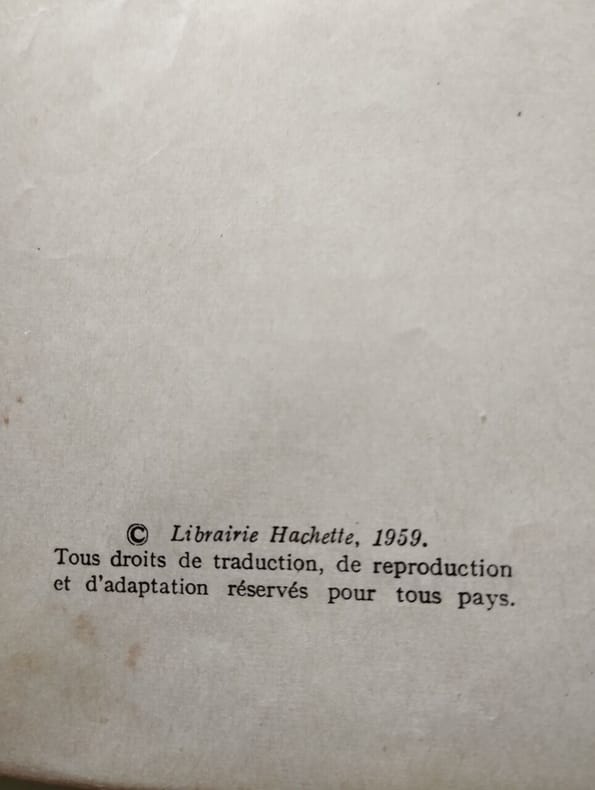 © Librairie Hachette, 1959.
Tous droits de traduction, de reproduction
et d'adaptation réservés pour tous pays.